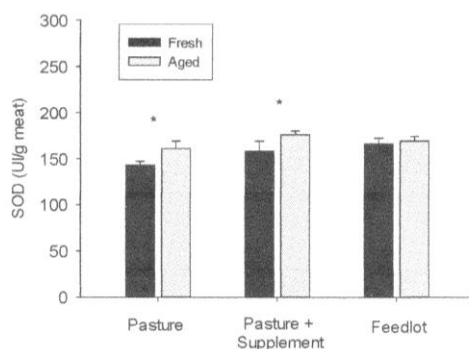 300
250
200
150
100
50
0
SOD (UI/g meat)
Fresh
Aged
*
*
Pasture
Pasture +
Supplement
Feedlot